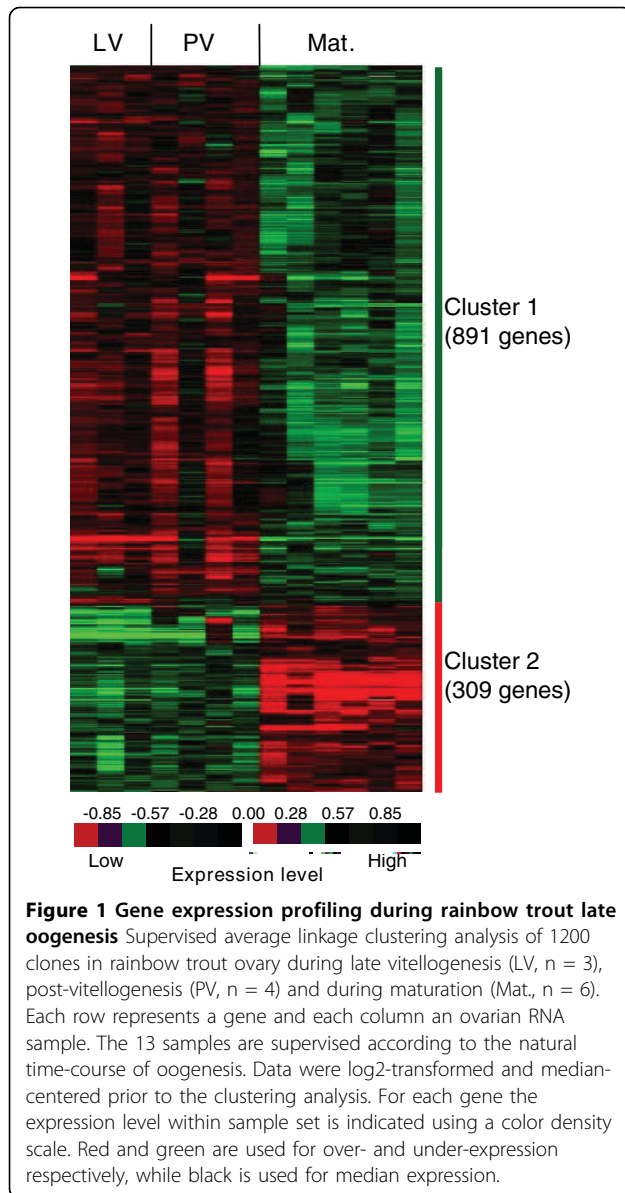 LV PV Mat.
Cluster 1
(891 genes)
Cluster 2
(309 genes)
-0.85 -0.57 -0.28 0.00 0.28 0.57 0.85
Low High
Expression level
Figure 1 Gene expression profiling during rainbow trout late
oogenesis Supervised average linkage clustering analysis of 1200
clones in rainbow trout ovary during late vitellogenesis (LV, n = 3),
post-vitellogenesis (PV, n = 4) and during maturation (Mat., n = 6).
Each row represents a gene and each column an ovarian RNA
sample. The 13 samples are supervised according to the natural
time-course of oogenesis. Data were log2-transformed and median-
centered prior to the clustering analysis. For each gene the
expression level within sample set is indicated using a color density
scale. Red and green are used for over- and under-expression
respectively, while black is used for median expression.